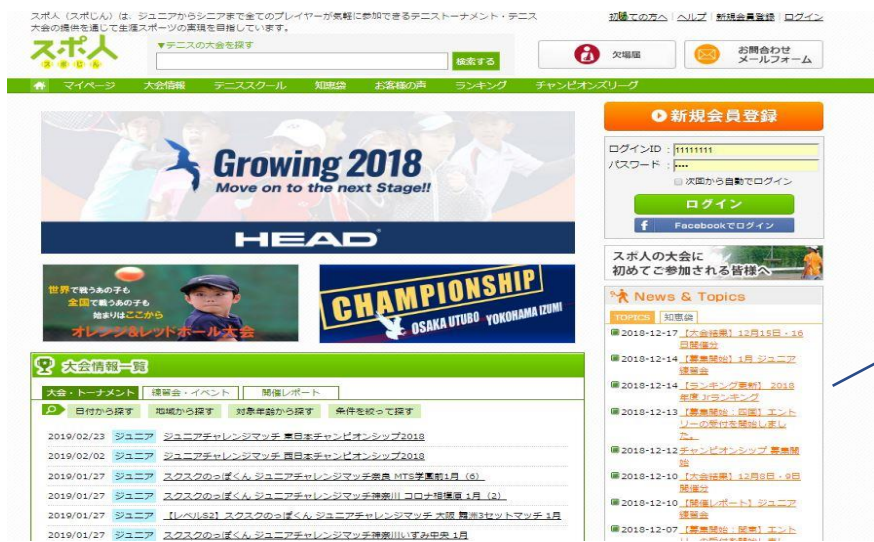 スポ人（スポじん）は、ジュニアからシニアまで全てのプレイヤーが気軽に参加できるテニストーナメント・テニス
大会の提供を通じて生涯スポーツの実現を目指しています。
初めての方へ ヘルプ 新規会員登録 ログイン
スポ人
スポじん
▼テニスの大会を探す
検索する
欠場届
お問合わせ
メールフォーム
マイページ 大会情報 テニススクール 知恵袋 お客様の声 ランキング チャンピオンズリーグ
Growing 2018
Move on to the next Stage!!
HEAD
世界で戦うあの子も
全国で戦うあの子も
始まりはここから
オレンジ&レッドボール大会
CHAMPIONSHIP
OSAKA UTUBO YOKOHAMA IZUMI
大会情報一覧
大会・トーナメント 練習会・イベント 開催レポート
日付から探す 地域から探す 対象年齢から探す 条件を絞って探す
2019/02/23 ジュニア ジュニアチャレンジマッチ 東日本チャンピオンシップ2018
2019/02/02 ジュニア ジュニアチャレンジマッチ 西日本チャンピオンシップ2018
2019/01/27 ジュニア スクスクのっぽくん ジュニアチャレンジマッチ奈良 MTS学園前1月（6）
2019/01/27 ジュニア スクスクのっぽくん ジュニアチャレンジマッチ神奈川 コロナ相模原 1月（2）
2019/01/27 ジュニア 【レベルS2】スクスクのっぽくん ジュニアチャレンジマッチ 大阪 舞洲3セットマッチ 1月
2019/01/27 ジュニア スクスクのっぽくん ジュニアチャレンジマッチ神奈川いずみ中央 1月
新規会員登録
ログインID : 11111111
パスワード : ••••
次回から自動でログイン
ログイン
f Facebookでログイン
スポ人の大会に
初めてご参加される皆様へ
News & Topics
TOPICS 知恵袋
2018-12-17 【大会結果】12月15日・16
日開催分
2018-12-14 【募集開始】1月 ジュニア
練習会
2018-12-14 【ランキング更新】 2018
年度 Jrランキング
2018-12-13 【募集開始：四国】エント
リーの受付を開始しまし
た。
2018-12-12 チャンピオンシップ 募集開
始
2018-12-10 【大会結果】12月8日・9日
開催分
2018-12-10 【開催レポート】ジュニア
練習会
2018-12-07 【募集開始：関東】エント